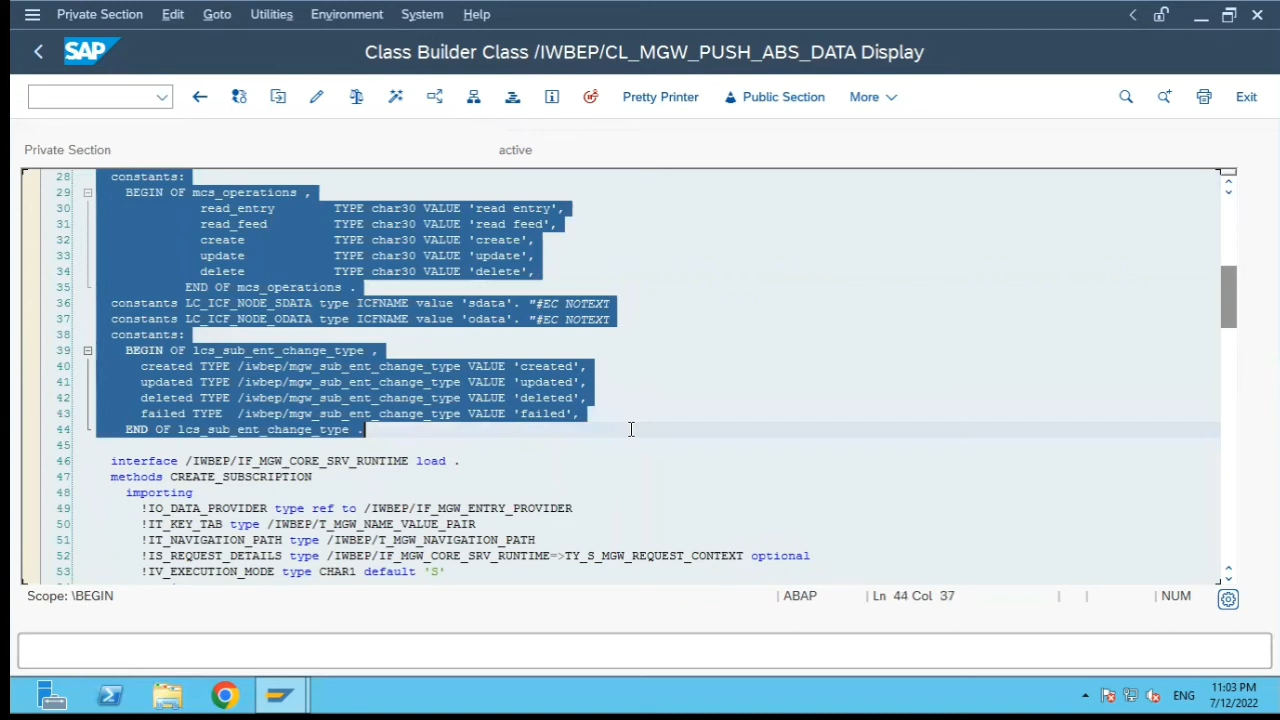 Private Section Edit Goto Utilities Environment System Help
SAP Class Builder Class /IWBEP/CL_MGW_PUSH_ABS_DATA Display
Pretty Printer Public Section More Exit
Private Section active
28 constants:
29 BEGIN OF mcs_operations ,
30 read_entry TYPE char30 VALUE 'read entry',
31 read_feed TYPE char30 VALUE 'read feed',
32 create TYPE char30 VALUE 'create',
33 update TYPE char30 VALUE 'update',
34 delete TYPE char30 VALUE 'delete',
35 END OF mcs_operations .
36 constants LC_ICF_NODE_SDATA type ICFNAME value 'sdata'. "#EC NOTEXT
37 constants LC_ICF_NODE_ODATA type ICFNAME value 'odata'. "#EC NOTEXT
38 constants:
39 BEGIN OF lcs_sub_ent_change_type ,
40 created TYPE /iwbep/mgw_sub_ent_change_type VALUE 'created',
41 updated TYPE /iwbep/mgw_sub_ent_change_type VALUE 'updated',
42 deleted TYPE /iwbep/mgw_sub_ent_change_type VALUE 'deleted',
43 failed TYPE /iwbep/mgw_sub_ent_change_type VALUE 'failed',
44 END OF lcs_sub_ent_change_type .
45
46 interface /IWBEP/IF_MGW_CORE_SRV_RUNTIME load .
47 methods CREATE_SUBSCRIPTION
48 importing
49 !IO_DATA_PROVIDER type ref to /IWBEP/IF_MGW_ENTRY_PROVIDER
50 !IT_KEY_TAB type /IWBEP/T_MGW_NAME_VALUE_PAIR
51 !IT_NAVIGATION_PATH type /IWBEP/T_MGW_NAVIGATION_PATH
52 !IS_REQUEST_DETAILS type /IWBEP/IF_MGW_CORE_SRV_RUNTIME=>TY_S_MGW_REQUEST_CONTEXT optional
53 !IV_EXECUTION_MODE type CHAR1 default 'S'
Scope: \BEGIN ABAP Ln 44 Col 37 NUM
ENG 11:03 PM
7/12/2022